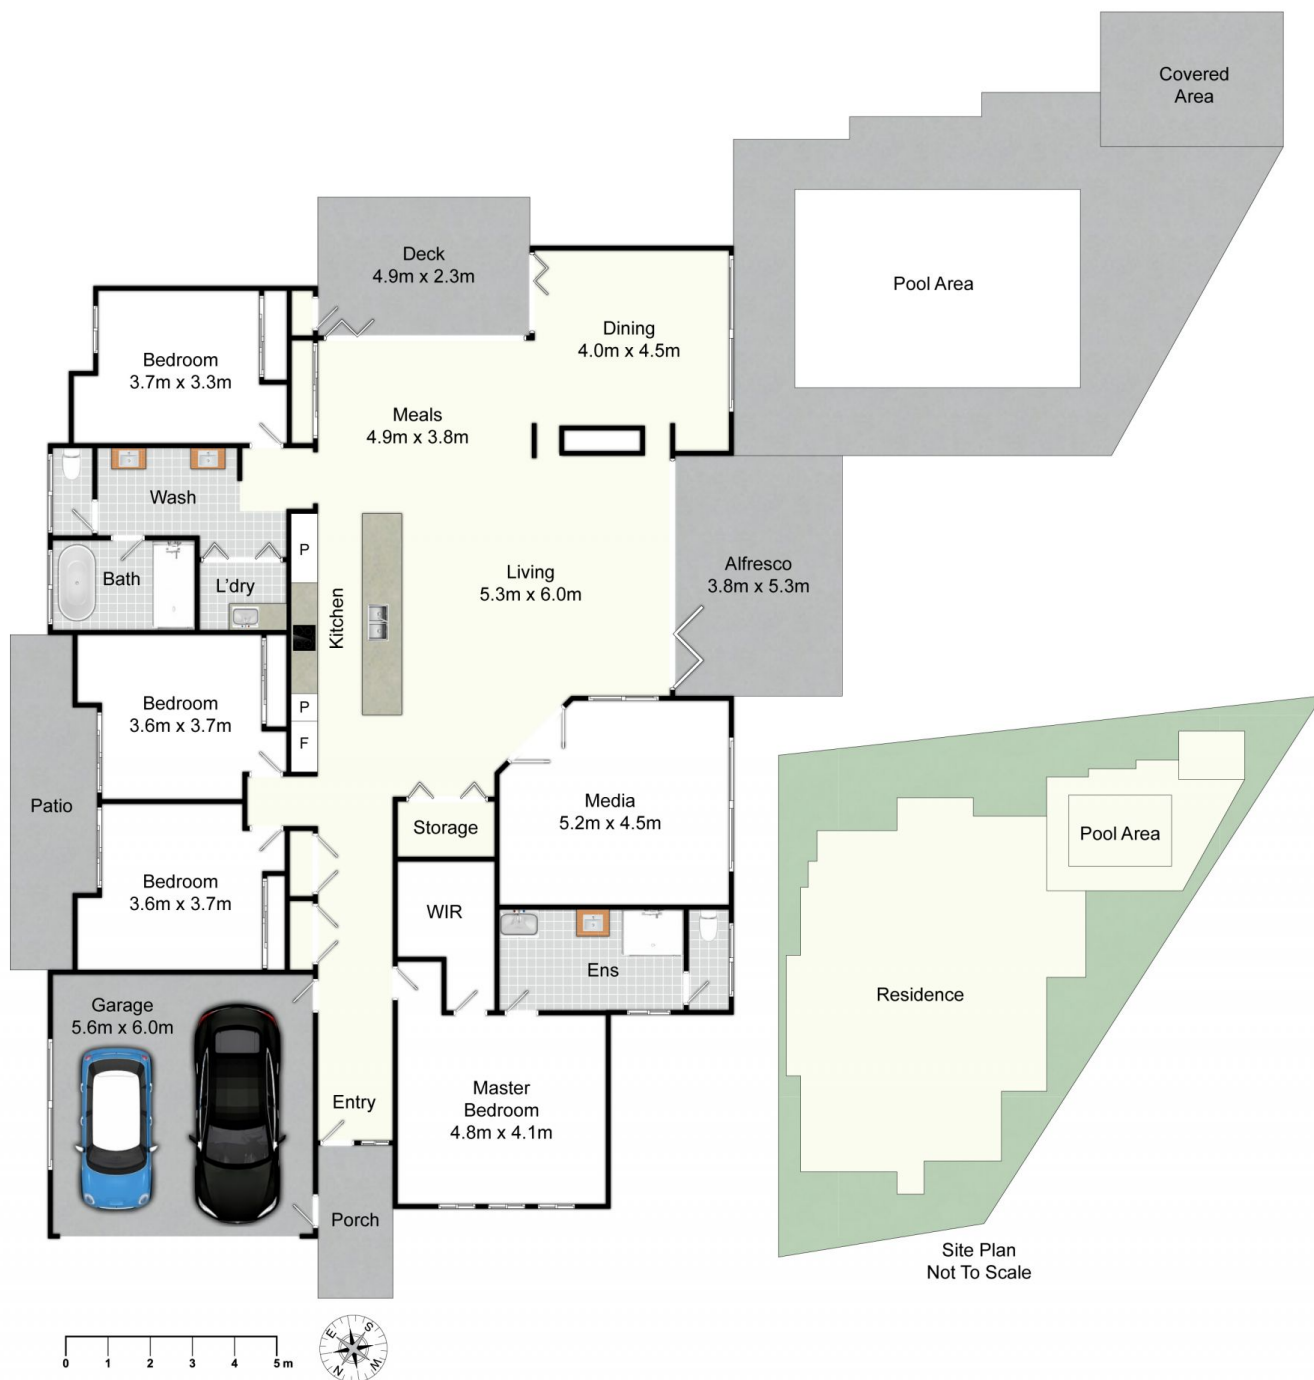 Covered
Area
Pool Area
Deck
4.9m x 2.3m
Dining
4.0m x 4.5m
Bedroom
3.7m x 3.3m
Meals
4.9m x 3.8m
Wash
Bath
L'dry
P
Kitchen
P
F
Living
5.3m x 6.0m
Alfresco
3.8m x 5.3m
Bedroom
3.6m x 3.7m
Patio
Media
5.2m x 4.5m
Storage
Bedroom
3.6m x 3.7m
WIR
Ens
Garage
5.6m x 6.0m
Entry
Master
Bedroom
4.8m x 4.1m
Porch
Pool Area
Residence
Site Plan
Not To Scale
0 1 2 3 4 5 m
E S
N W